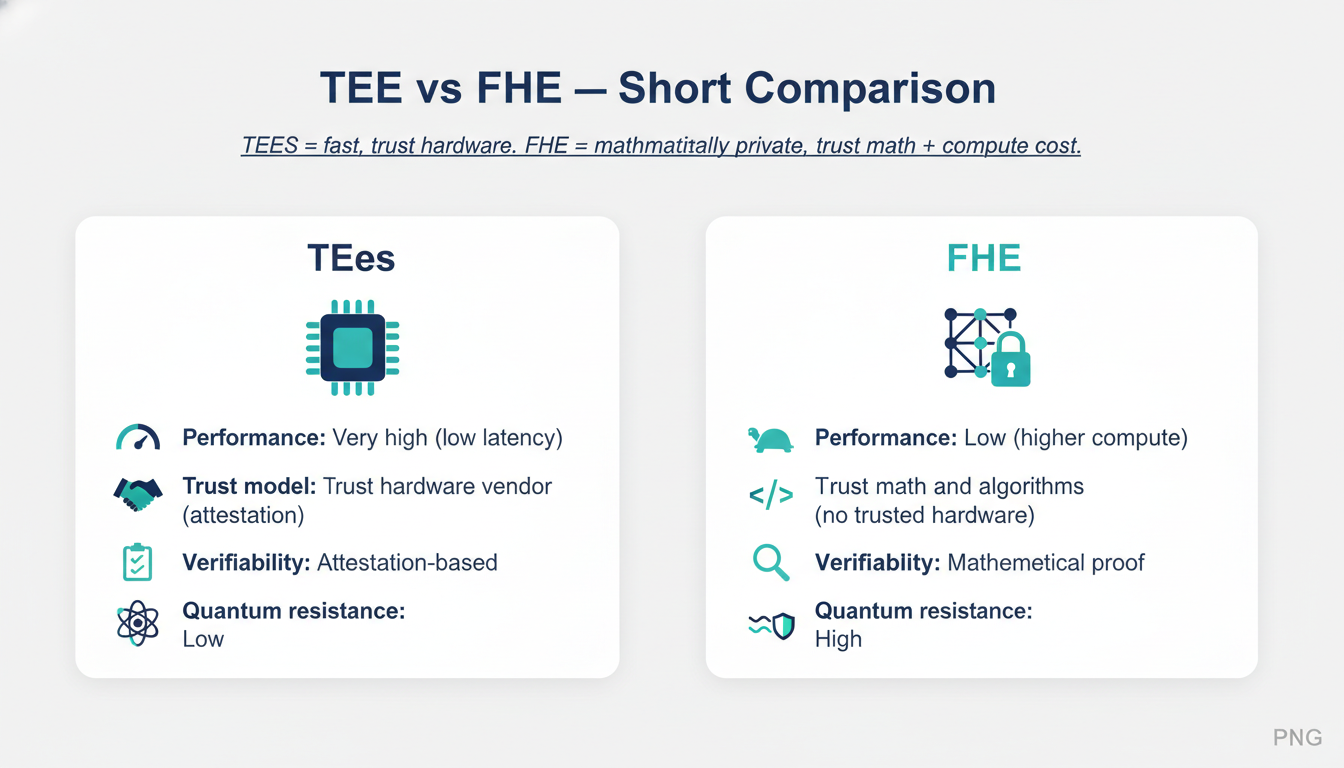 TEE vs FHE — Short Comparison
TEES = fast, trust hardware. FHE = mathmatitally private, trust math + compute cost.
TEes
Performance: Very high (low latency)
Trust model: Trust hardware vendor
(attestation)
Verifiability: Attestation-based
Quantum resistance:
Low
FHE
Performance: Low (higher compute)
</>
Trust math and algorithms
(no trusted hardware)
Verifiablity: Mathemetical proof
Quantum resistance:
High
PNG